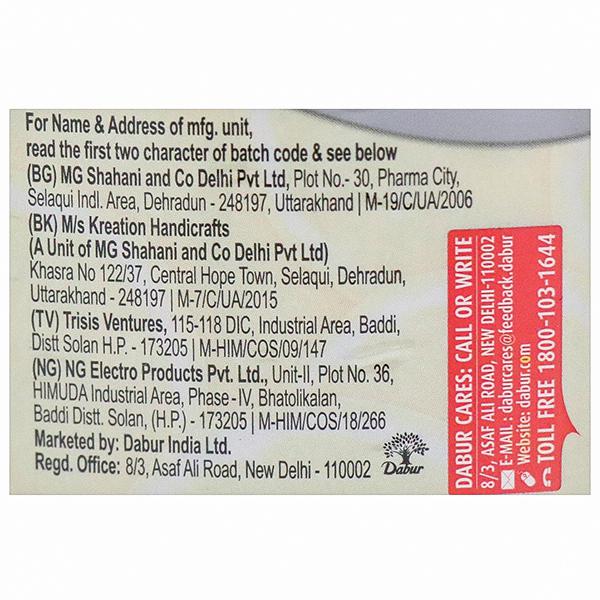 For Name & Address of mfg. unit,
read the first two character of batch code & see below
(BG) MG Shahani and Co Delhi Pvt Ltd, Plot No.- 30, Pharma City,
Selaqui Indl. Area, Dehradun - 248197, Uttarakhand | M-19/C/UA/2006
(BK) M/s Kreation Handicrafts
(A Unit of MG Shahani and Co Delhi Pvt Ltd)
Khasra No 122/37, Central Hope Town, Selaqui, Dehradun,
Uttarakhand - 248197 | M-7/C/UA/2015
(TV) Trisis Ventures, 115-118 DIC, Industrial Area, Baddi,
Distt Solan H.P. - 173205 | M-HIM/COS/09/147
(NG) NG Electro Products Pvt. Ltd., Unit-II, Plot No. 36,
HIMUDA Industrial Area, Phase-IV, Bhatolikalan,
Baddi Distt. Solan, (H.P.) - 173205 | M-HIM/COS/18/266
Marketed by: Dabur India Ltd.
Regd. Office: 8/3, Asaf Ali Road, New Delhi - 110002
Dabur
DABUR CARES: CALL OR WRITE
8/3, ASAF ALI ROAD, NEW DELHI-110002
E-MAIL : daburcares@feedback.dabur
Website: dabur.com
TOLL FREE 1800-103-1644